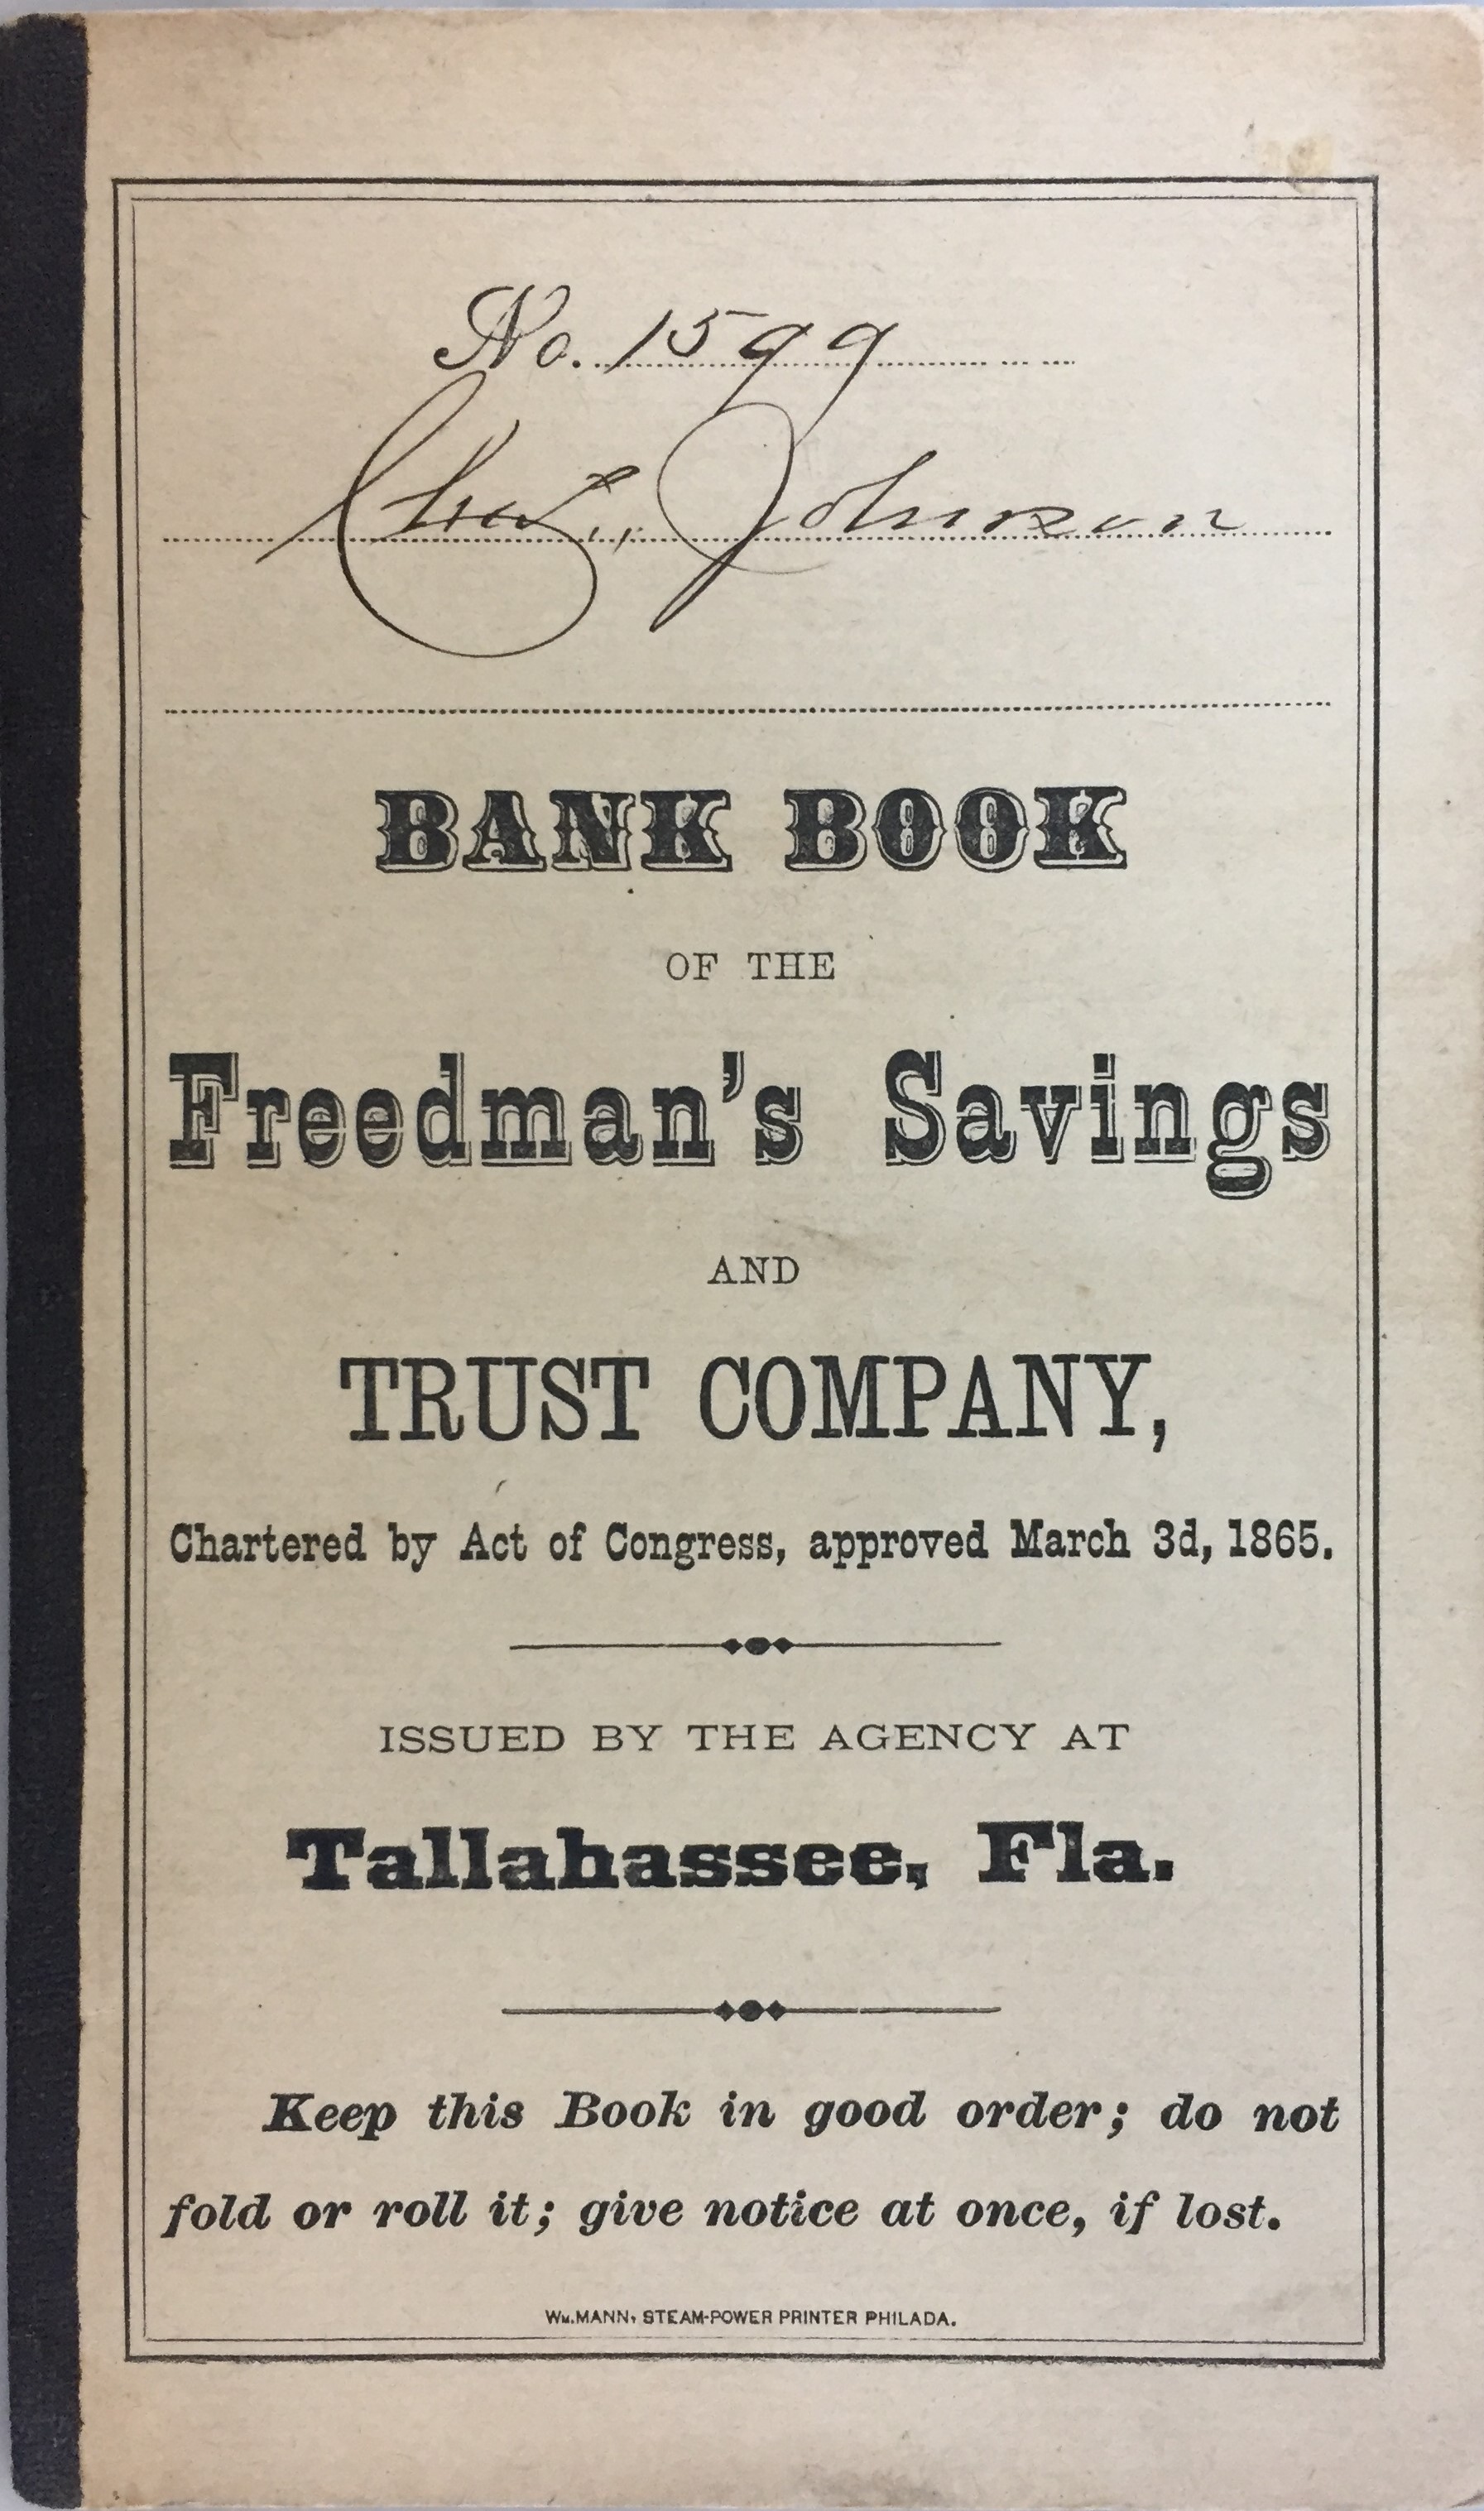 No. 1599
Chas. Johnson
BANK BOOK
OF THE
Freedman's Savings
AND
TRUST COMPANY,
Chartered by Act of Congress, approved March 3d, 1865.
ISSUED BY THE AGENCY AT
Tallahassee, Fla.
Keep this Book in good order; do not
fold or roll it; give notice at once, if lost.
WM. MANN, STEAM-POWER PRINTER PHILADA.